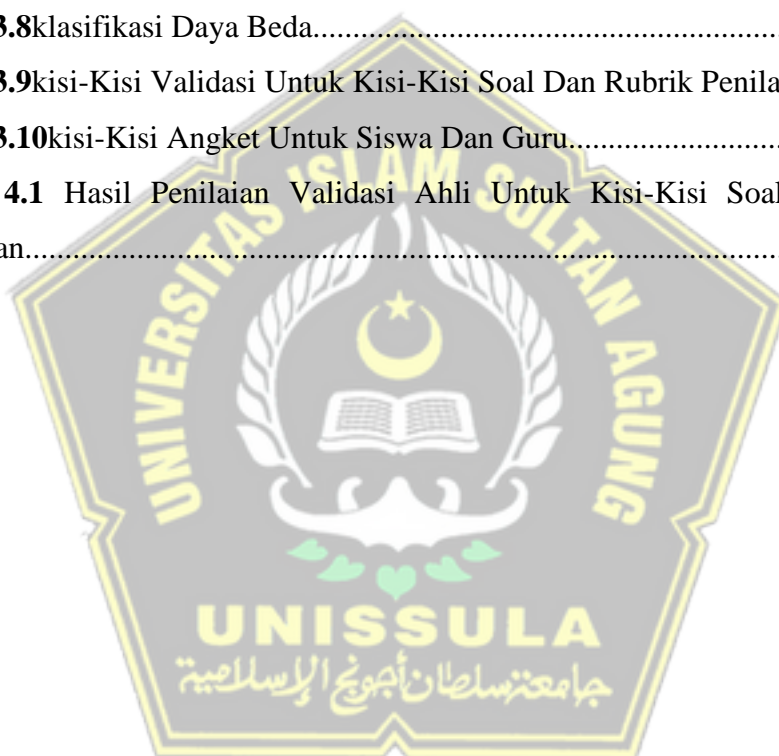 3.8klasifikasi Daya Beda.......................................................................
3.9kisi-Kisi Validasi Untuk Kisi-Kisi Soal Dan Rubrik Penila
3.10kisi-Kisi Angket Untuk Siswa Dan Guru................................
4.1 Hasil Penilaian Validasi Ahli Untuk Kisi-Kisi Soal
an...............................................................................................................
UNIVERSITAS ISLAM SULTAN AGUNG
UNISSULA
جامعتسلطان أجونج الإسلامية